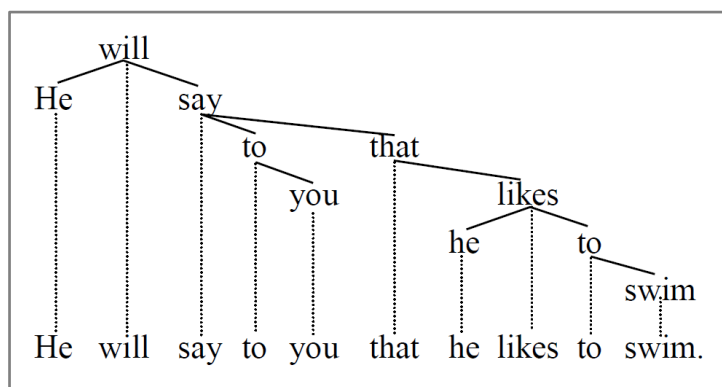 will
He say
to that
you likes
he to
swim
He will say to you that he likes to swim.